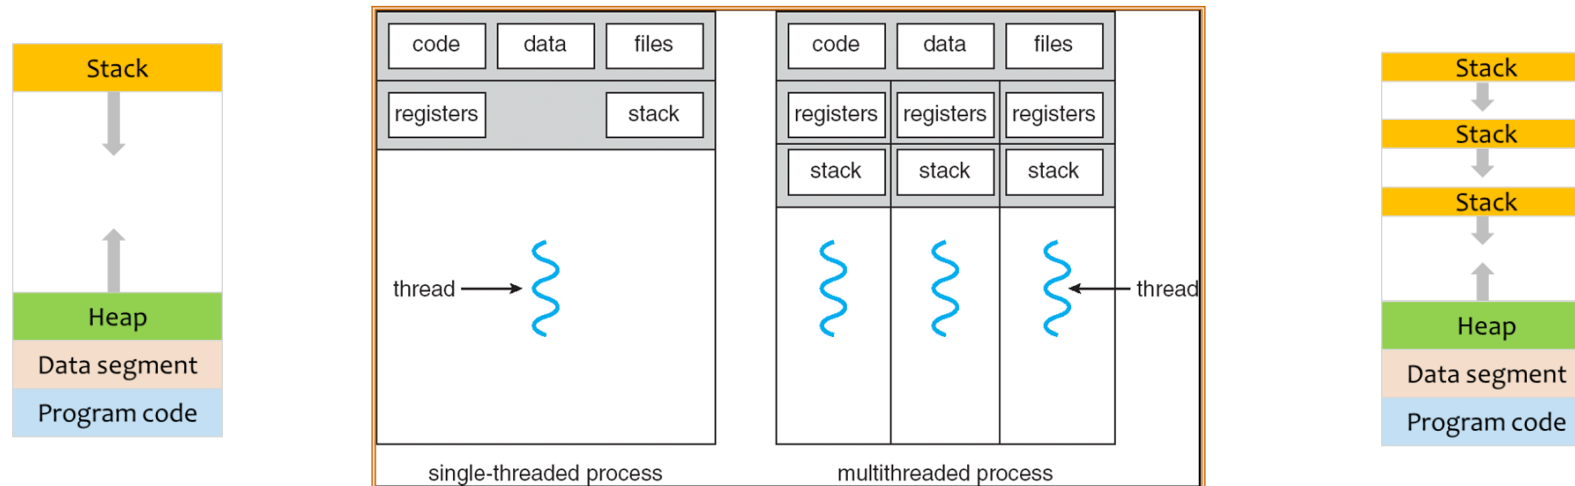 Stack
Heap
Data segment
Program code
code data files
registers stack
thread
single-threaded process
code data files
registers registers registers
stack stack stack
thread
multithreaded process
Stack
Stack
Stack
Heap
Data segment
Program code